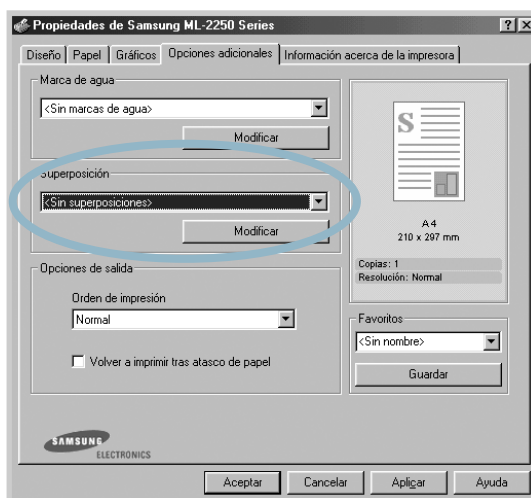 Propiedades de Samsung ML-2250 Series
Diseño Papel Gráficos Opciones adicionales Información acerca de la impresora
Marca de agua
<Sin marcas de agua>
Modificar
Superposición
<Sin superposiciones>
Modificar
S
A4
210 x 297 mm
Copias: 1
Resolución: Normal
Opciones de salida
Orden de impresión
Normal
Volver a imprimir tras atasco de papel
Favoritos
<Sin nombre>
Guardar
SAMSUNG
ELECTRONICS
Aceptar Cancelar Aplicar Ayuda